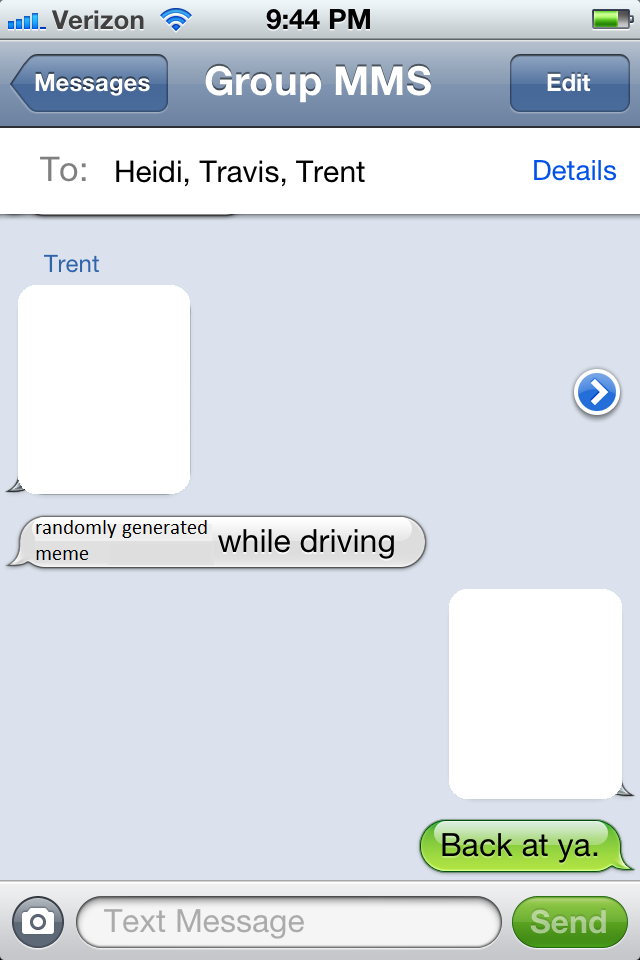 Verizon 9:44 PM
Messages Group MMS Edit
To: Heidi, Travis, Trent Details
Trent
randomly generated
meme while driving
Back at ya.
Text Message Send